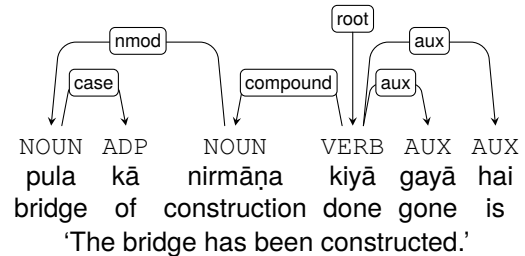 root
nmod aux
case compound aux
NOUN ADP NOUN VERB AUX AUX
pula kā nirmāṇa kiyā gayā hai
bridge of construction done gone is
‘The bridge has been constructed.’